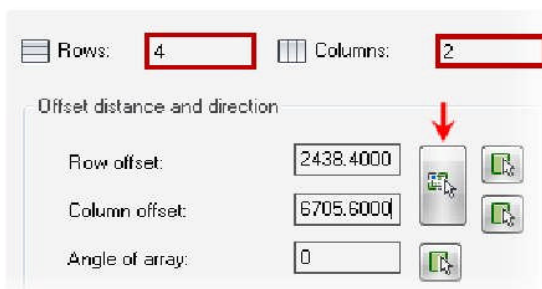 Rows: 4 Columns: 2
Offset distance and direction
Row offset: 2438.4000
Column offset: 6705.6000
Angle of array: 0